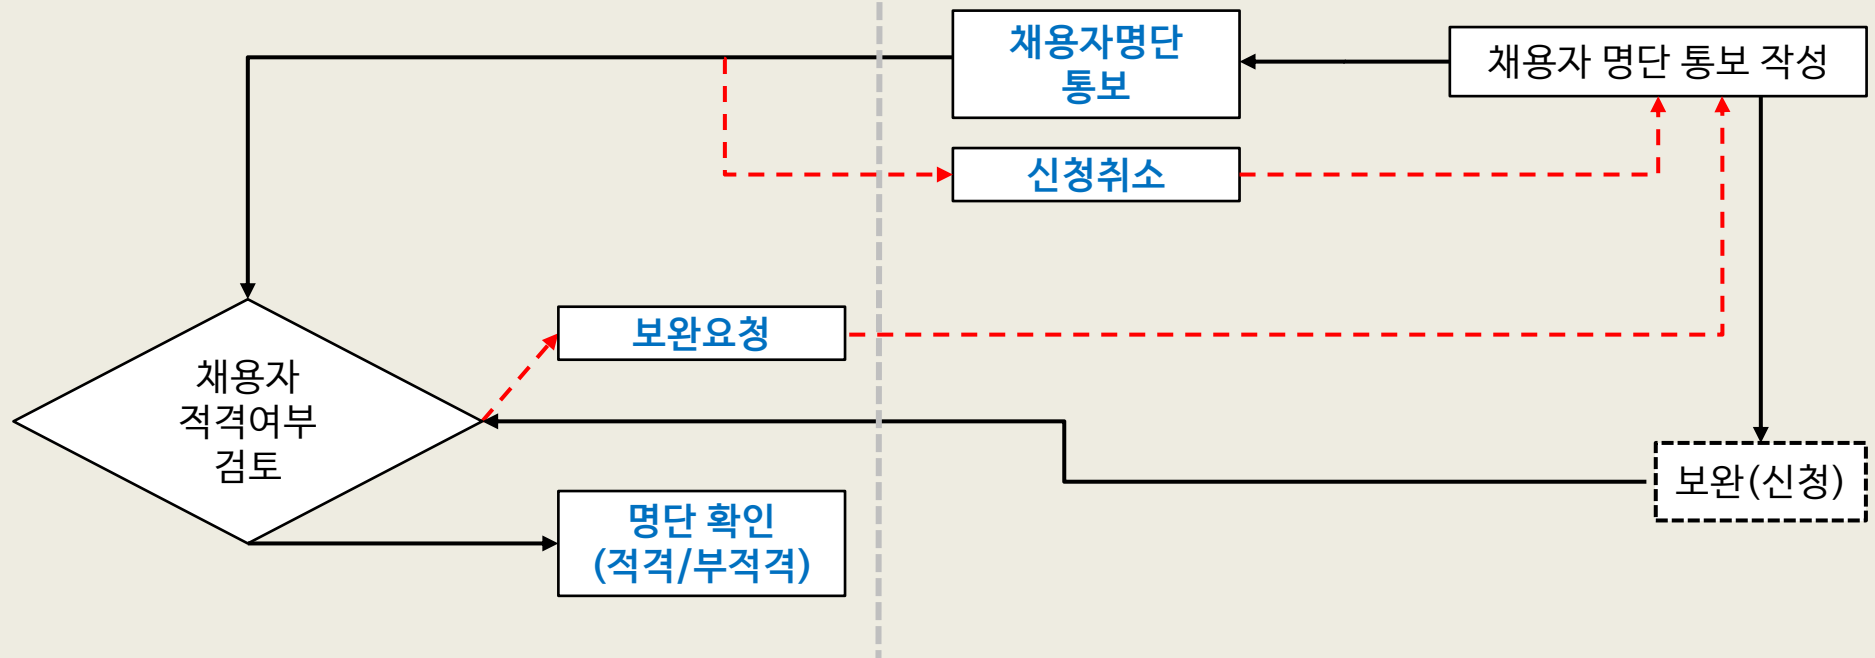 채용자명단
통보
채용자 명단 통보 작성
신청취소
보완요청
채용자
적격여부
검토
보완(신청)
명단 확인
(적격/부적격)